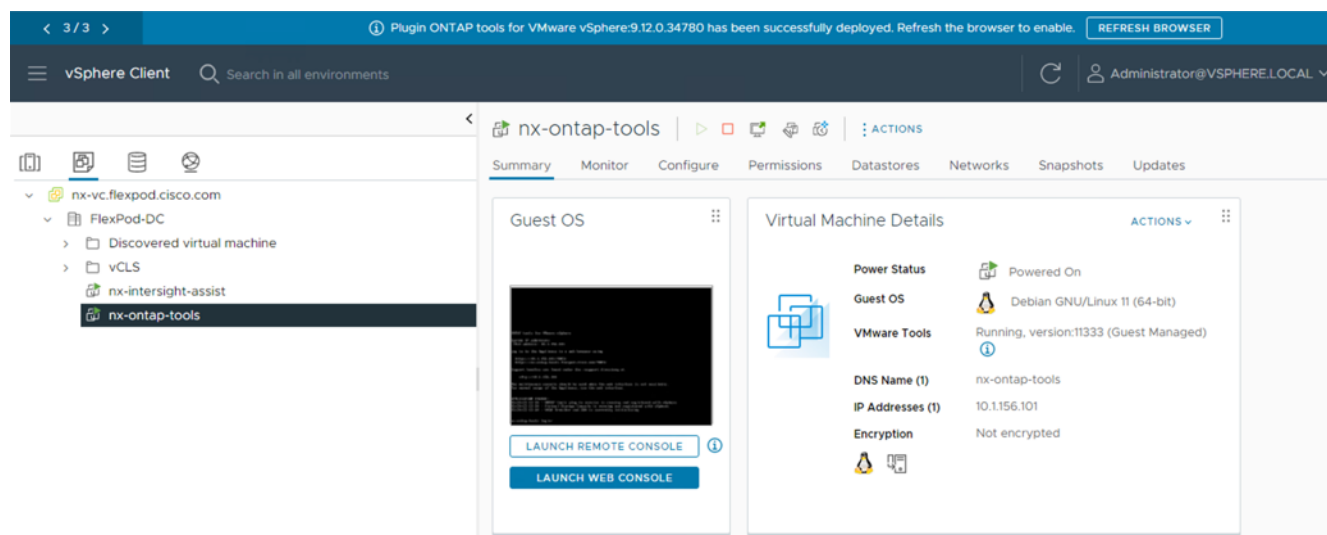 3/3
Plugin ONTAP tools for VMware vSphere:9.12.0.34780 has been successfully deployed. Refresh the browser to enable. REFRESH BROWSER
vSphere Client Search in all environments Administrator@VSPHERE.LOCAL
nx-vc.flexpod.cisco.com
FlexPod-DC
Discovered virtual machine
vCLS
nx-intersight-assist
nx-ontap-tools
nx-ontap-tools ACTIONS
Summary Monitor Configure Permissions Datastores Networks Snapshots Updates
Guest OS
LAUNCH REMOTE CONSOLE
LAUNCH WEB CONSOLE
Virtual Machine Details ACTIONS
Power Status Powered On
Guest OS Debian GNU/Linux 11 (64-bit)
VMware Tools Running, version:11333 (Guest Managed)
DNS Name (1) nx-ontap-tools
IP Addresses (1) 10.1.156.101
Encryption Not encrypted